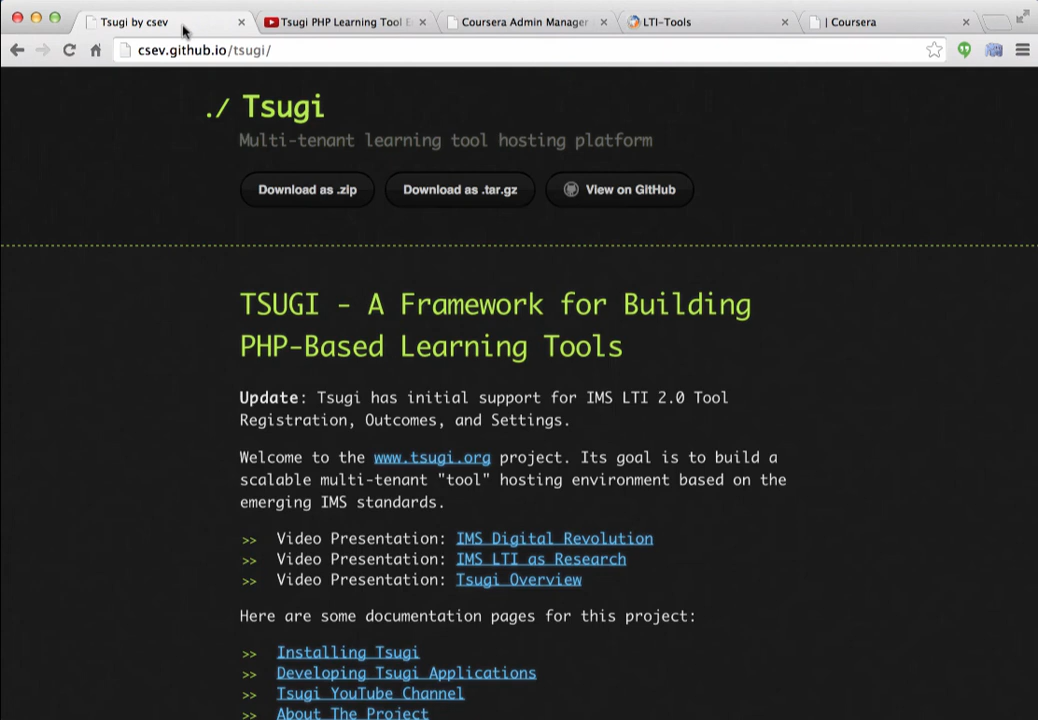 Tsugi by csev
Tsugi PHP Learning Tool E
Coursera Admin Manager
LTI-Tools
| Coursera
csev.github.io/tsugi/
./ Tsugi
Multi-tenant learning tool hosting platform
Download as .zip
Download as .tar.gz
View on GitHub
TSUGI - A Framework for Building
PHP-Based Learning Tools
Update: Tsugi has initial support for IMS LTI 2.0 Tool
Registration, Outcomes, and Settings.
Welcome to the www.tsugi.org project. Its goal is to build a
scalable multi-tenant "tool" hosting environment based on the
emerging IMS standards.
>> Video Presentation: IMS Digital Revolution
>> Video Presentation: IMS LTI as Research
>> Video Presentation: Tsugi Overview
Here are some documentation pages for this project:
>> Installing Tsugi
>> Developing Tsugi Applications
>> Tsugi YouTube Channel
>> About The Project